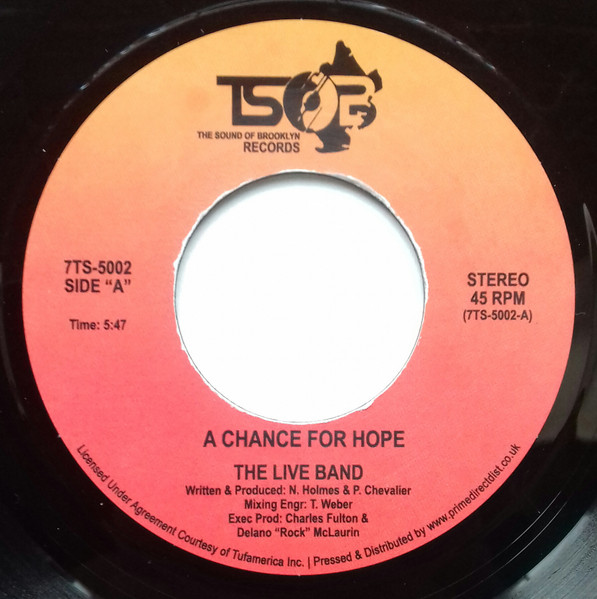 TSOB
THE SOUND OF BROOKLYN
RECORDS
7TS-5002
SIDE "A"
Time: 5:47
STEREO
45 RPM
(7TS-5002-A)
A CHANCE FOR HOPE
THE LIVE BAND
Written & Produced: N. Holmes & P. Chevalier
Mixing Engr: T. Weber
Exec Prod: Charles Fulton &
Delano "Rock" McLaurin
Licensed Under Agreement Courtesy of Tufamerica Inc. | Pressed & Distributed by www.primedirectdist.co.uk